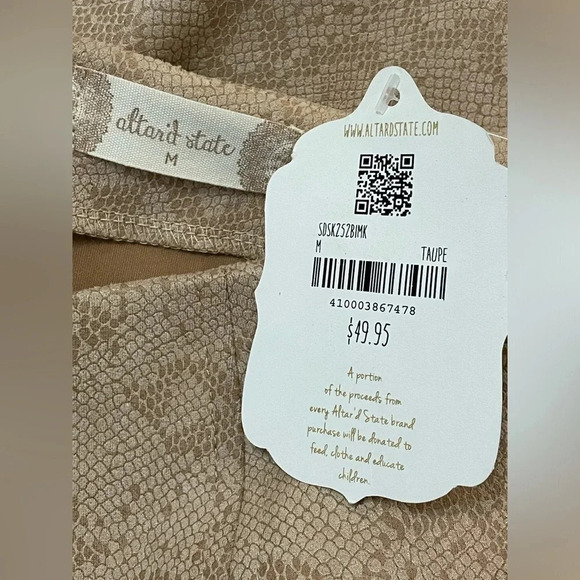 altar'd state
M
WWW.ALTARDSTATE.COM
SDSK252BIMK
M TAUPE
410003867478
$49.95
A portion
of the proceeds from
every Altar'd State brand
purchase will be donated to
feed, clothe and educate
children.